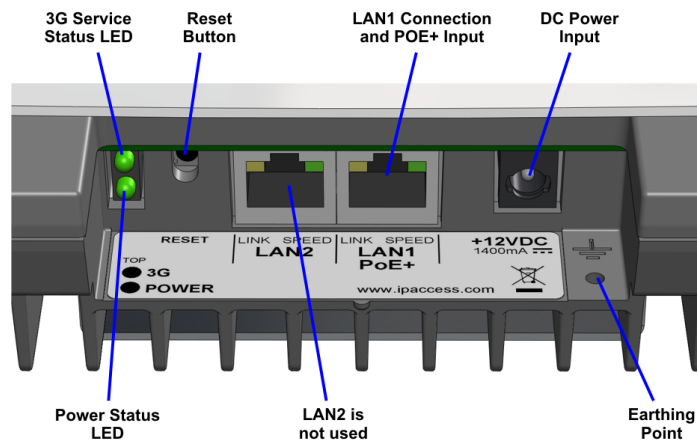 3G Service
Status LED
Reset
Button
LAN1 Connection
and POE+ Input
DC Power
Input
RESET
LINK SPEED
LAN2
LINK SPEED
LAN1
PoE+
+12VDC
1400mA
TOP
3G
POWER
www.ipaccess.com
Power Status
LED
LAN2 is
not used
Earthing
Point